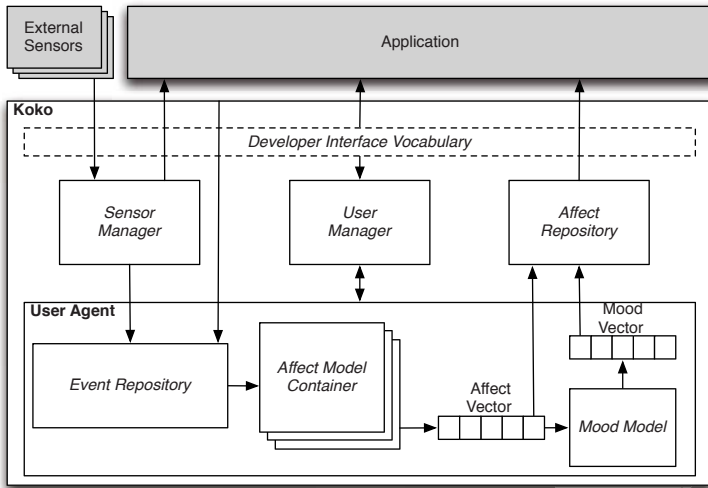 External
Sensors
Application
Koko
Developer Interface Vocabulary
Sensor
Manager
User
Manager
Affect
Repository
User Agent
Mood
Vector
Event Repository
Affect Model
Container
Affect
Vector
Mood Model